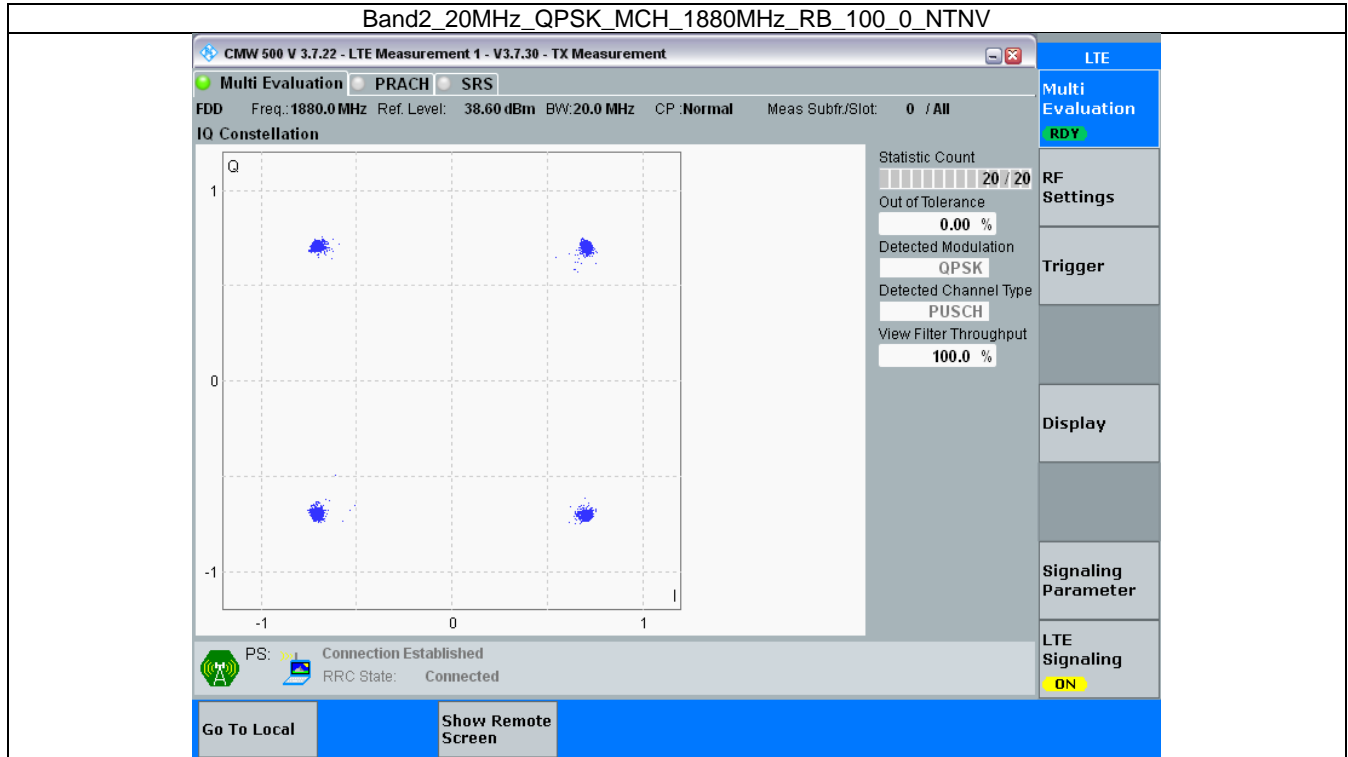 Band2_20MHz_QPSK_MCH_1880MHz_RB_100_0_NTNV
CMW 500 V 3.7.22 - LTE Measurement 1 - V3.7.30 - TX Measurement
LTE
Multi Evaluation PRACH SRS
FDD Freq.:1880.0 MHz Ref. Level: 38.60 dBm BW:20.0 MHz CP :Normal Meas Subfr./Slot: 0 / All
IQ Constellation
Multi
Evaluation
RDY
Q
1
0
-1
I
-1 0 1
Statistic Count
20 / 20
Out of Tolerance
0.00 %
Detected Modulation
QPSK
Detected Channel Type
PUSCH
View Filter Throughput
100.0 %
RF
Settings
Trigger
Display
Signaling
Parameter
LTE
Signaling
ON
PS: Connection Established
RRC State: Connected
Go To Local
Show Remote
Screen